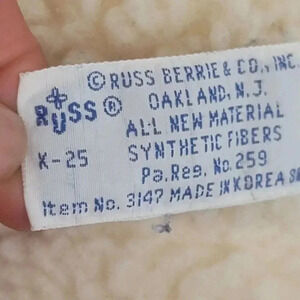 © RUSS BERRIE & CO., INC.
OAKLAND, N.J.
RUSS ®
ALL NEW MATERIAL
SYNTHETIC FIBERS
K-25
Pa. Reg. No. 259
Item No. 3147 MADE IN KOREA